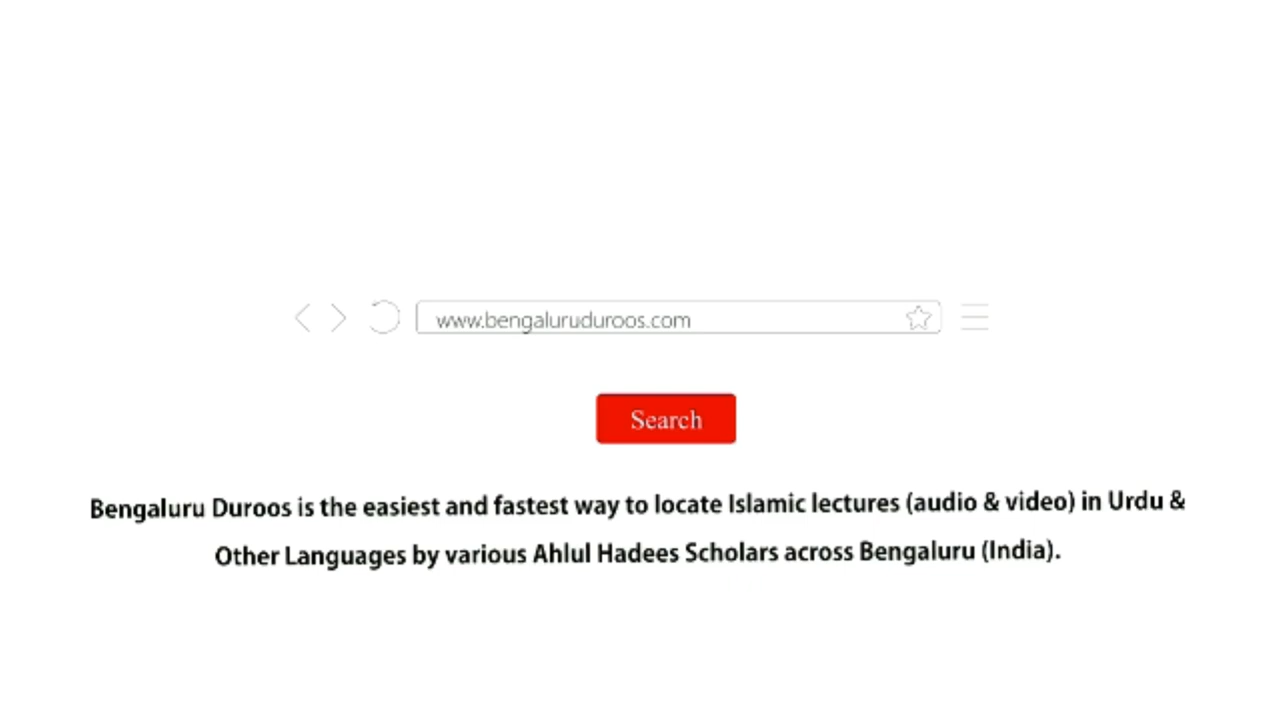 www.bengaluruduroos.com
Search
Bengaluru Duroos is the easiest and fastest way to locate Islamic lectures (audio & video) in Urdu &
Other Languages by various Ahlul Hadees Scholars across Bengaluru (India).